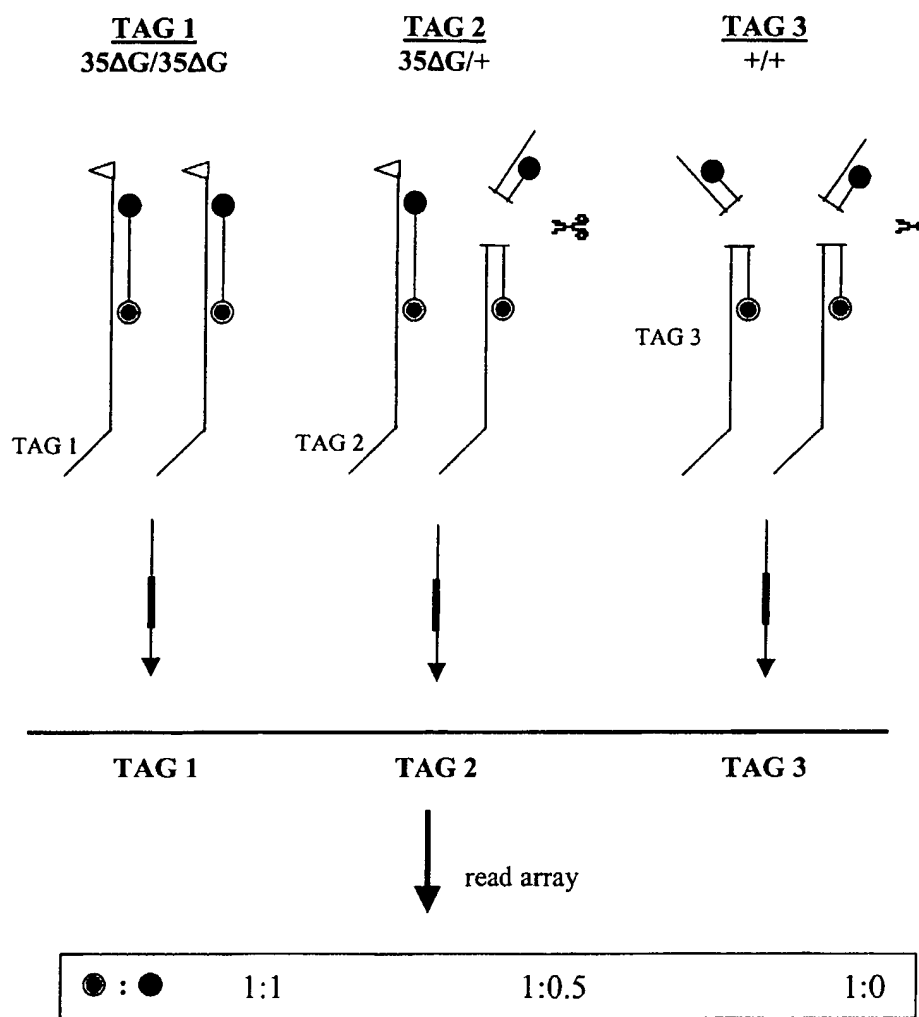 TAG 1 TAG 2 TAG 3
35ΔG/35ΔG 35ΔG/+ +/+
TAG 3
TAG 1 TAG 2
TAG 1 TAG 2 TAG 3
read array
: 1:1 1:0.5 1:0